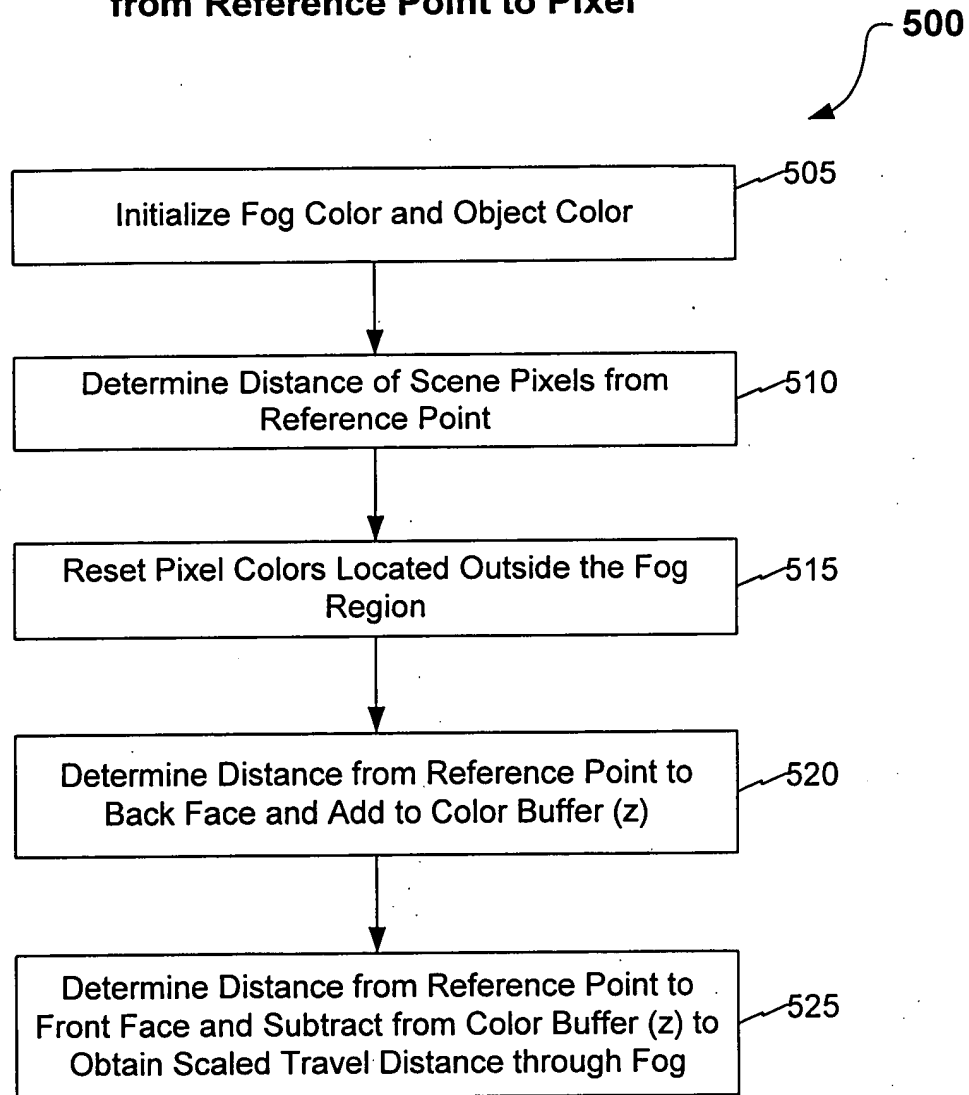 from Reference Point to Pixel
500
505
Initialize Fog Color and Object Color
Determine Distance of Scene Pixels from
Reference Point
510
Reset Pixel Colors Located Outside the Fog
Region
515
Determine Distance from Reference Point to
Back Face and Add to Color Buffer (z)
520
Determine Distance from Reference Point to
Front Face and Subtract from Color Buffer (z) to
Obtain Scaled Travel Distance through Fog
525